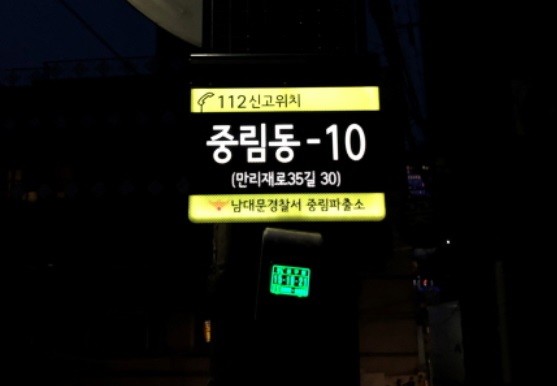 112신고위치
중림동-10
(만리재로35길 30)
남대문경찰서 중림파출소